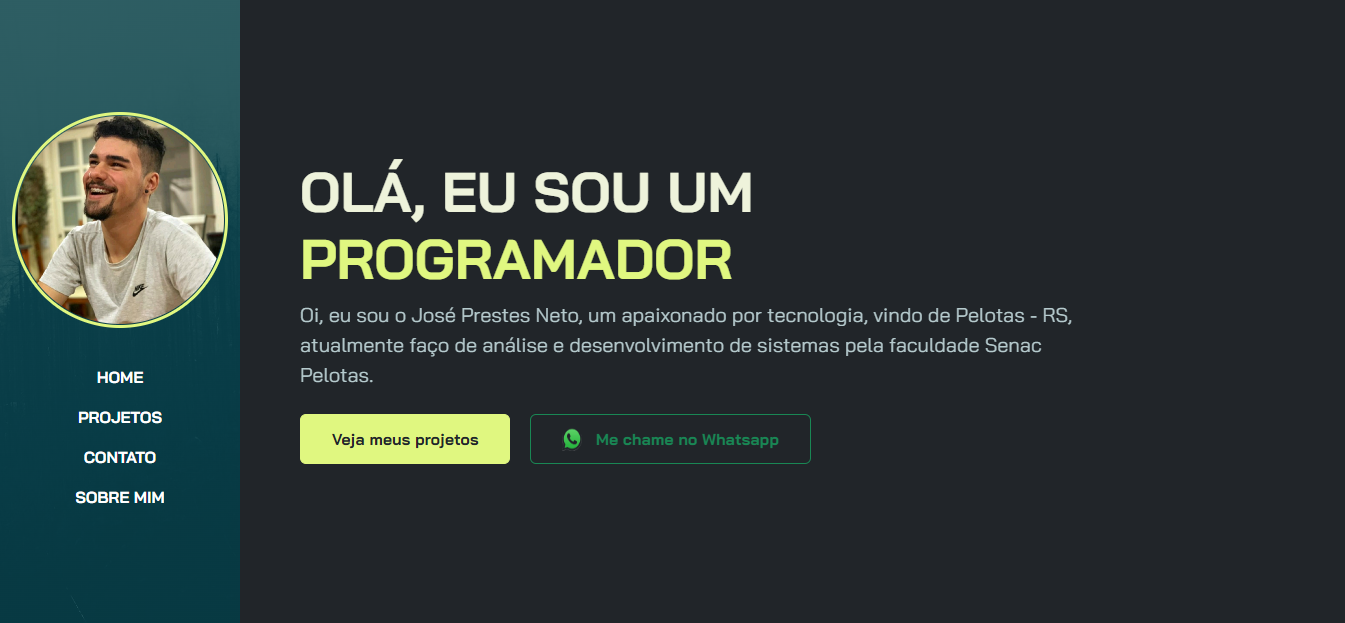 HOME
PROJETOS
CONTATO
SOBRE MIM
OLÁ, EU SOU UM
PROGRAMADOR
Oi, eu sou o José Prestes Neto, um apaixonado por tecnologia, vindo de Pelotas - RS,
atualmente faço de análise e desenvolvimento de sistemas pela faculdade Senac
Pelotas.
Veja meus projetos
Me chame no Whatsapp